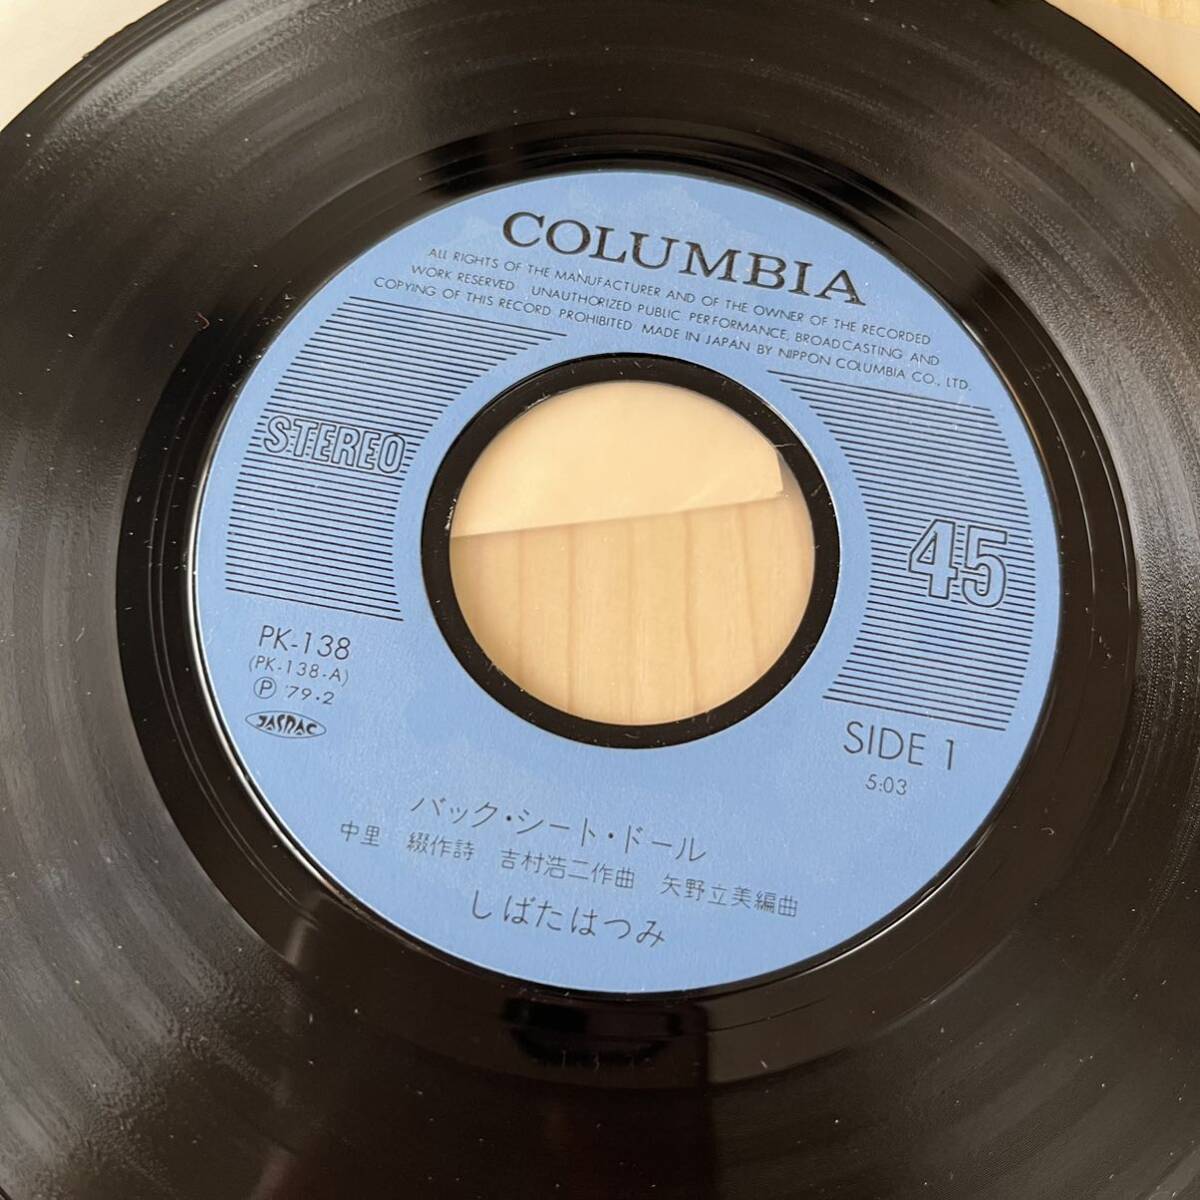 COLUMBIA
ALL RIGHTS OF THE MANUFACTURER AND OF THE OWNER OF THE RECORDED
WORK RESERVED UNAUTHORIZED PUBLIC PERFORMANCE, BROADCASTING AND
COPYING OF THIS RECORD PROHIBITED MADE IN JAPAN BY NIPPON COLUMBIA CO., LTD.
STEREO
45
PK-138
(PK-138-A)
Ⓟ '79・2
JASRAC
SIDE 1
5:03
バック・シート・ドール
中里 綴作詩 吉村浩二作曲 矢野立美編曲
しばたはつみ